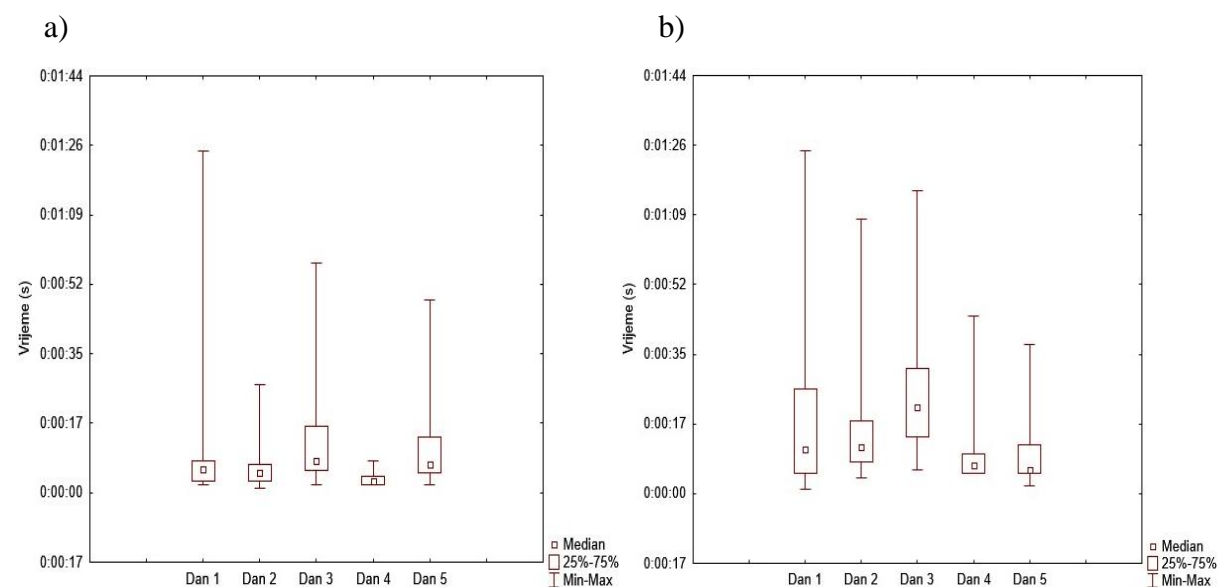 a)
0:01:44
0:01:26
0:01:09
0:00:52
0:00:35
0:00:17
0:00:00
0:00:17
Vrijeme (s)
Dan 1 Dan 2 Dan 3 Dan 4 Dan 5
Median
25%-75%
Min-Max
b)
0:01:44
0:01:26
0:01:09
0:00:52
0:00:35
0:00:17
0:00:00
0:00:17
Vrijeme (s)
Dan 1 Dan 2 Dan 3 Dan 4 Dan 5
Median
25%-75%
Min-Max